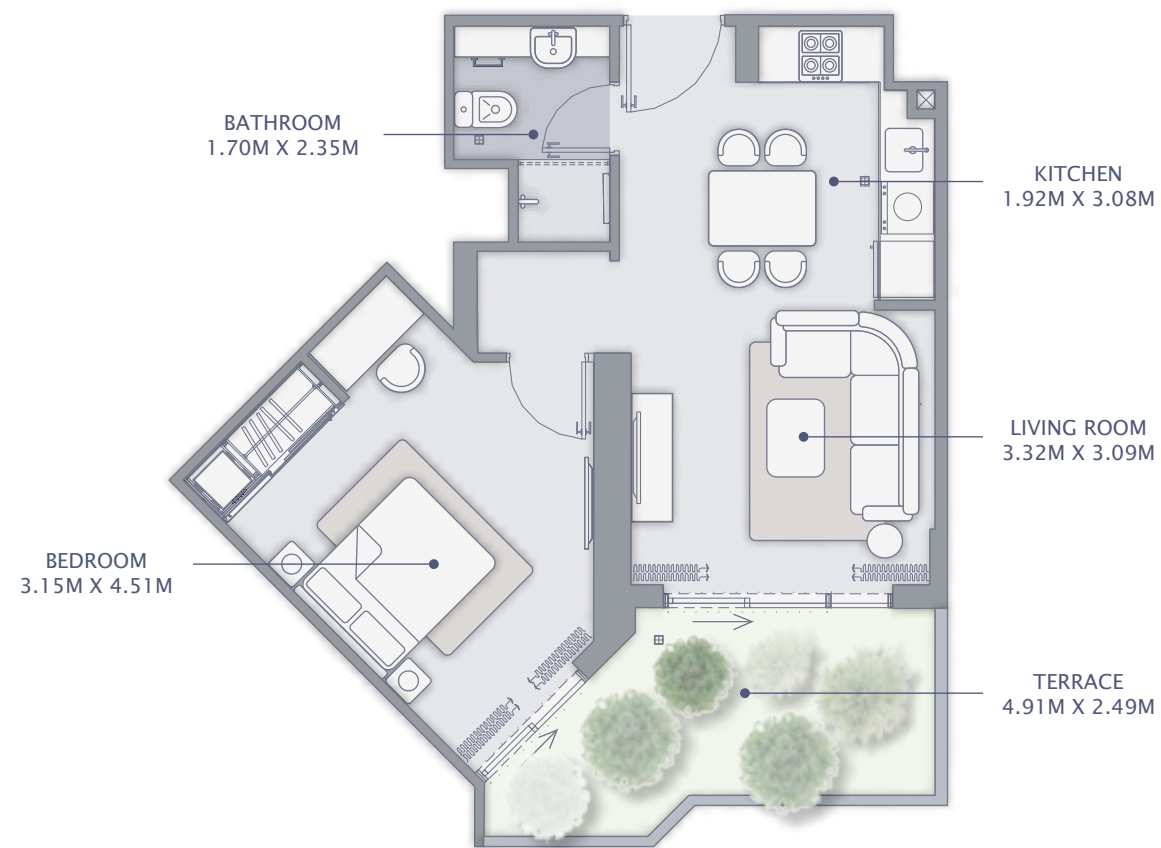 BATHROOM
1.70M X 2.35M
KITCHEN
1.92M X 3.08M
LIVING ROOM
3.32M X 3.09M
BEDROOM
3.15M X 4.51M
TERRACE
4.91M X 2.49M